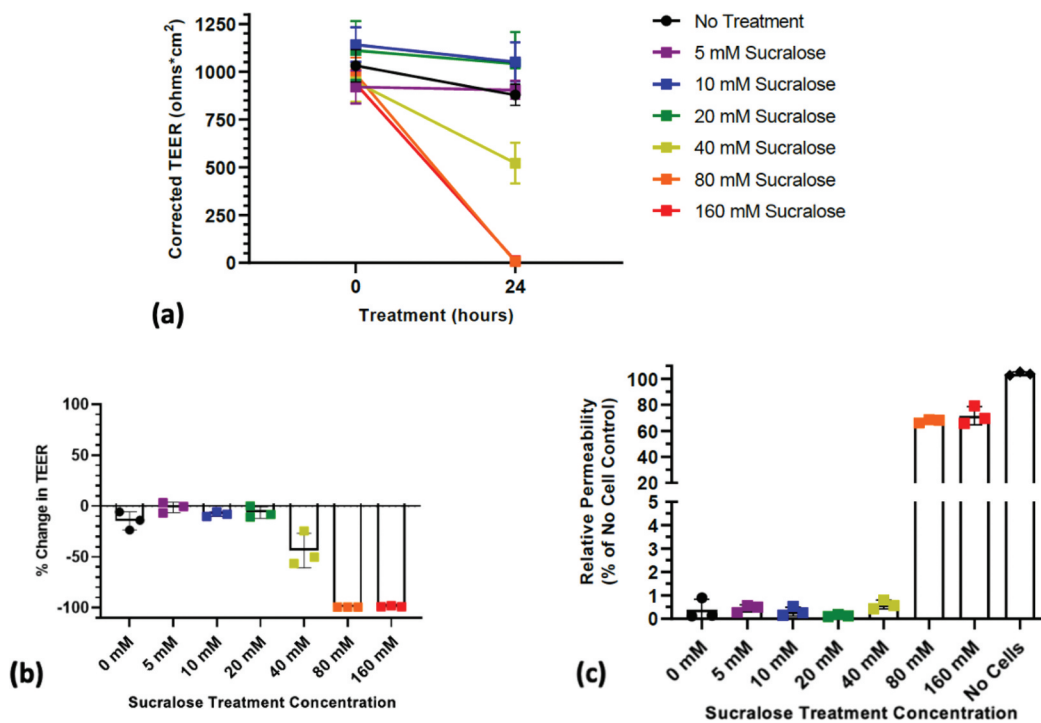 1250
1000
750
500
250
0
Corrected TEER (ohms*cm²)
0
24
Treatment (hours)
(a)
No Treatment
5 mM Sucralose
10 mM Sucralose
20 mM Sucralose
40 mM Sucralose
80 mM Sucralose
160 mM Sucralose
100
50
0
-50
-100
% Change in TEER
0 mM
5 mM
10 mM
20 mM
40 mM
80 mM
160 mM
Sucralose Treatment Concentration
(b)
100
80
60
40
20
5
4
3
2
1
0
Relative Permeability
(% of No Cell Control)
0 mM
5 mM
10 mM
20 mM
40 mM
80 mM
160 mM
No Cells
Sucralose Treatment Concentration
(c)